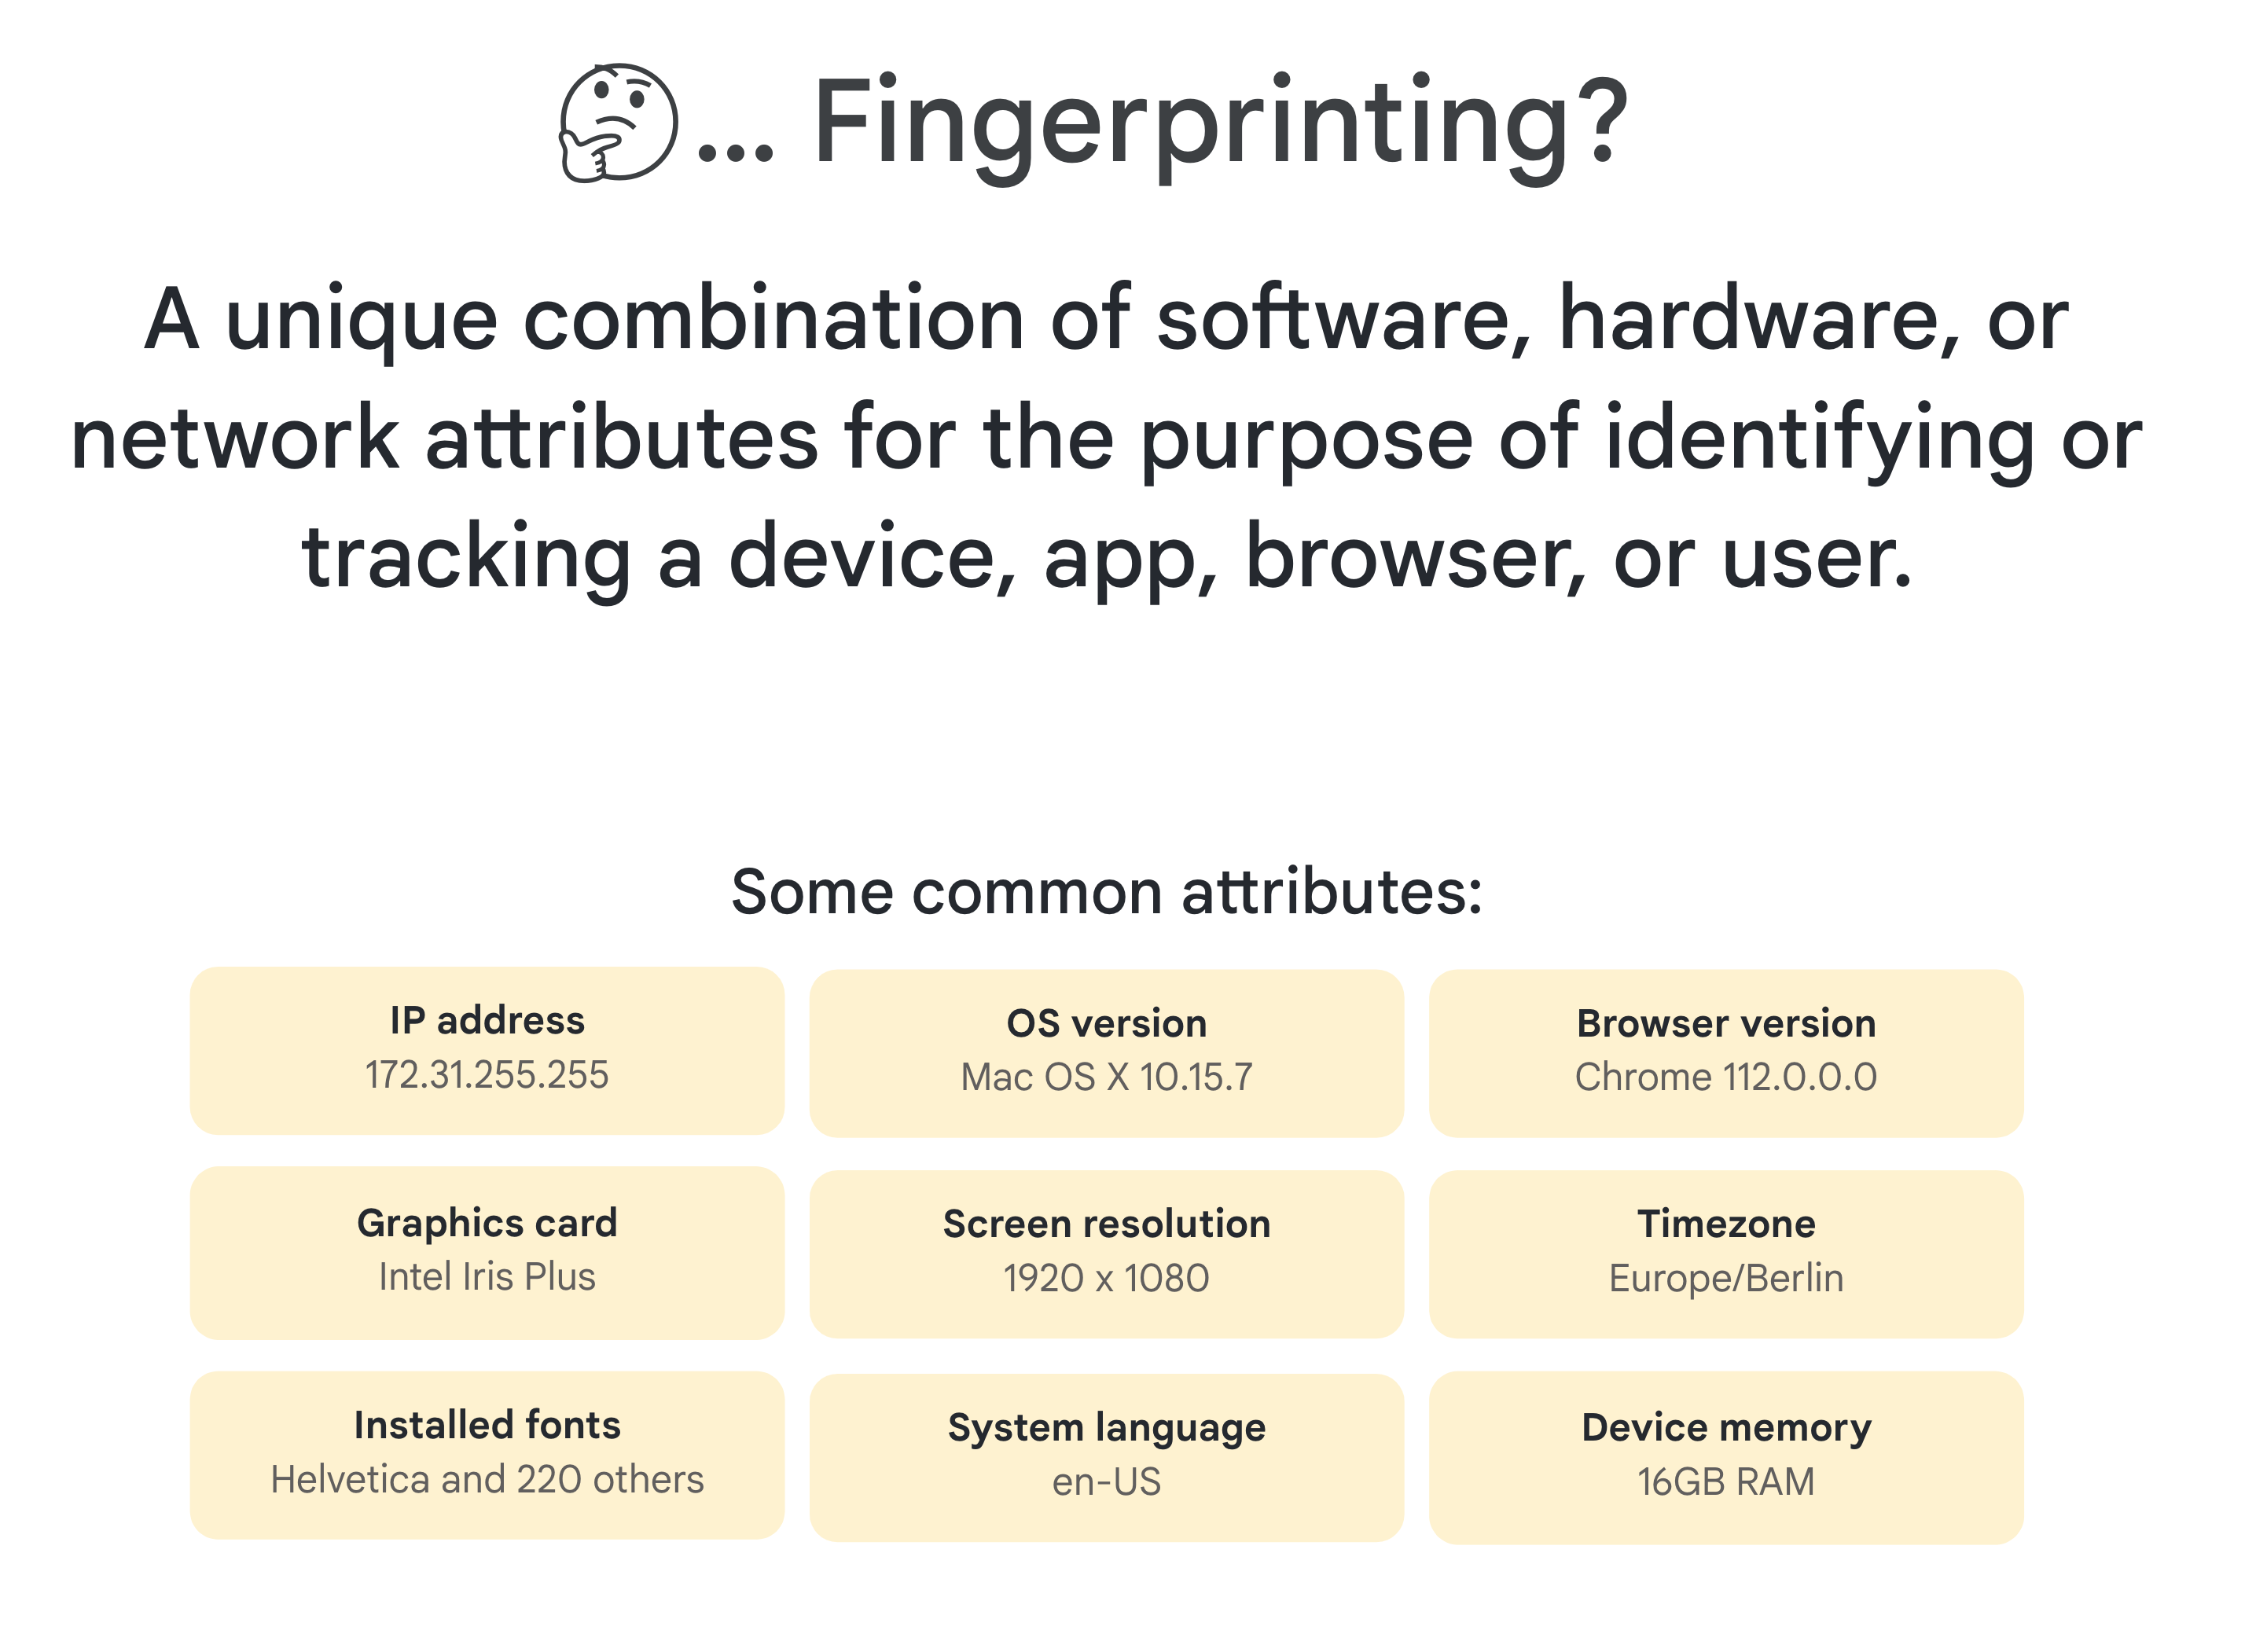 ... Fingerprinting?
A unique combination of software, hardware, or
network attributes for the purpose of identifying or
tracking a device, app, browser, or user.
Some common attributes:
IP address
172.31.255.255
OS version
Mac OS X 10.15.7
Browser version
Chrome 112.0.0.0
Graphics card
Intel Iris Plus
Screen resolution
1920 x 1080
Timezone
Europe/Berlin
Installed fonts
Helvetica and 220 others
System language
en-US
Device memory
16GB RAM